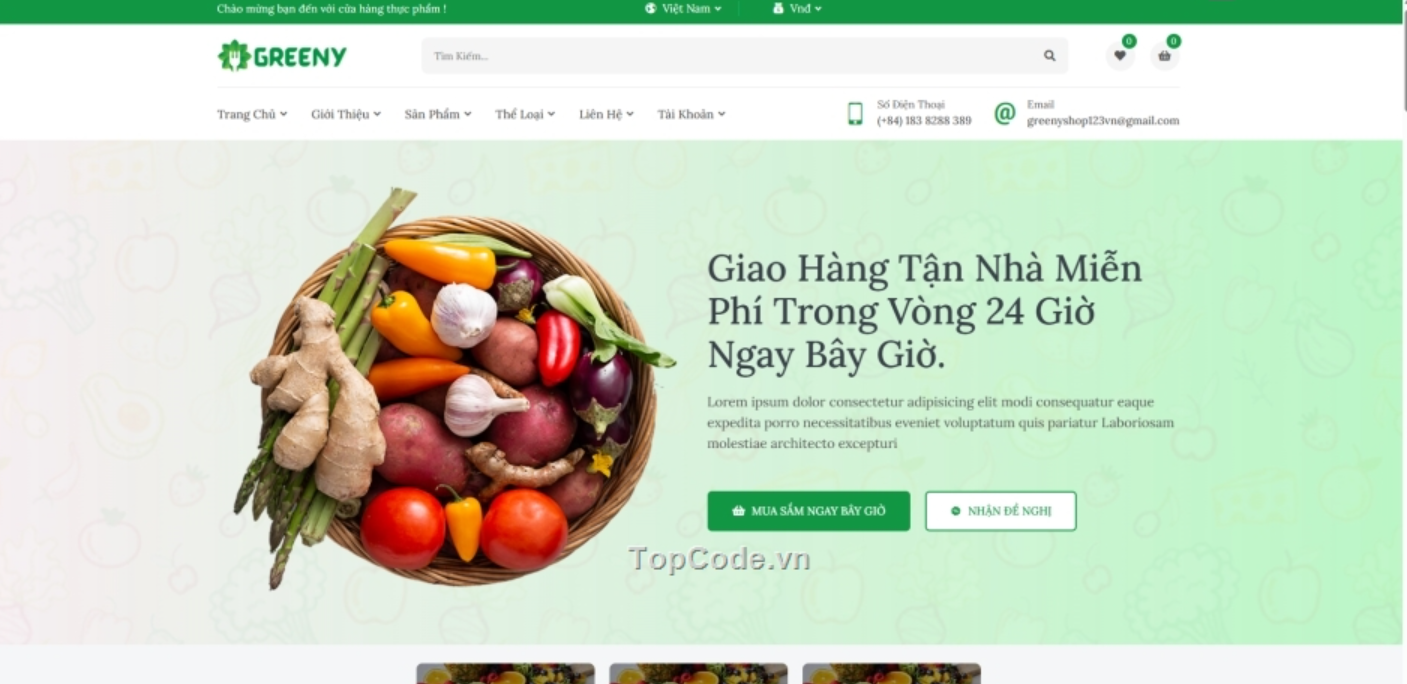 Chào mừng bạn đến với cửa hàng thực phẩm !
Việt Nam
Vnđ
GREENY
Tìm Kiếm...
0
0
Trang Chủ
Giới Thiệu
Sản Phẩm
Thể Loại
Liên Hệ
Tài Khoản
Số Điện Thoại
(+84) 183 8288 389
Email
greenyshop123vn@gmail.com
Giao Hàng Tận Nhà Miễn
Phí Trong Vòng 24 Giờ
Ngay Bây Giờ.
Lorem ipsum dolor consectetur adipisicing elit modi consequatur eaque
expedita porro necessitatibus eveniet voluptatum quis pariatur Laboriosam
molestiae architecto excepturi
MUA SẮM NGAY BÂY GIỜ
NHẬN ĐỀ NGHỊ
TopCode.vn